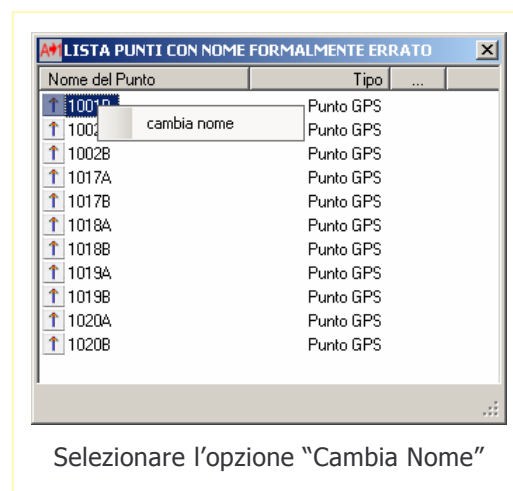 LISTA PUNTI CON NOME FORMALMENTE ERRATO
Nome del Punto Tipo ...
Punto GPS
cambia nome
Punto GPS
1002B Punto GPS
1017A Punto GPS
1017B Punto GPS
1018A Punto GPS
1018B Punto GPS
1019A Punto GPS
1019B Punto GPS
1020A Punto GPS
1020B Punto GPS
Selezionare l'opzione “Cambia Nome”